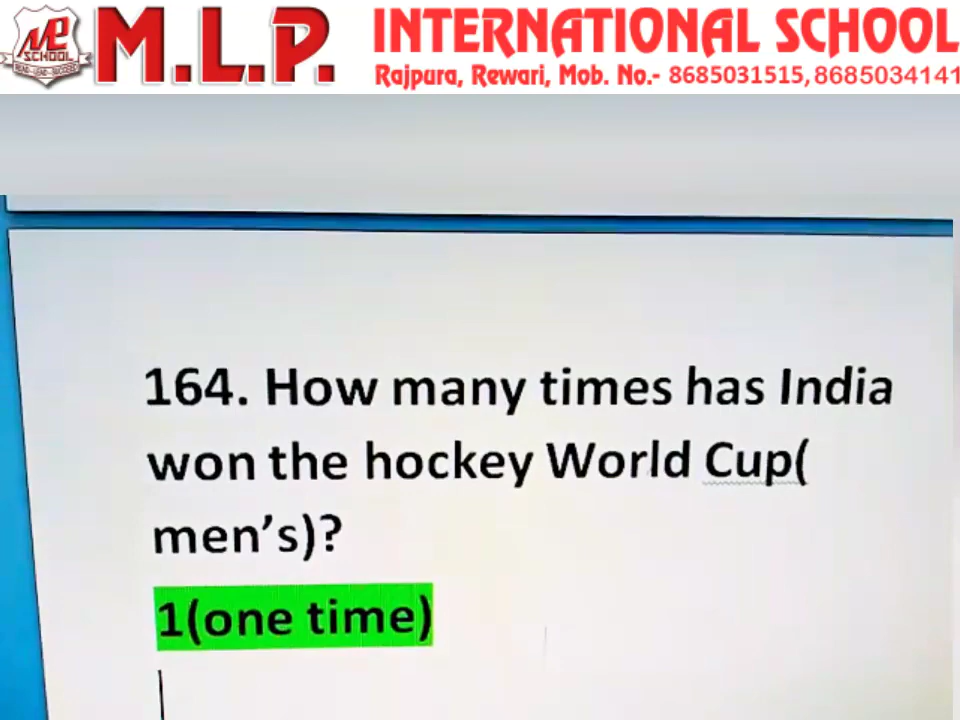 M.L.P. INTERNATIONAL SCHOOL
SCHOOL
Rajpura, Rewari, Mob. No.- 8685031515, 8685034141
164. How many times has India
won the hockey World Cup(
men's)?
1(one time)